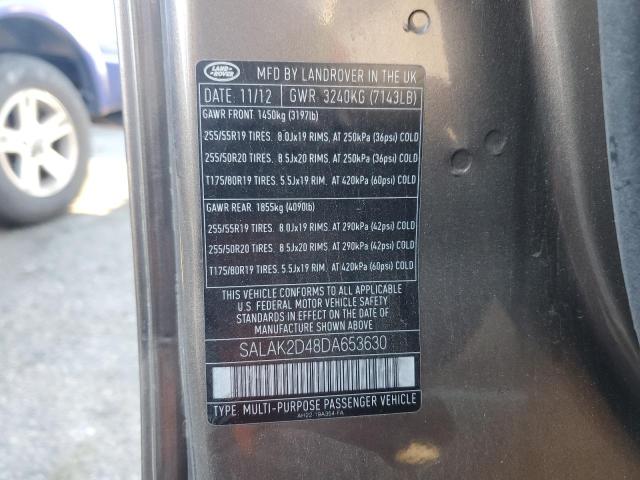 LAND-
ROVER
MFD BY LANDROVER IN THE UK
DATE: 11/12 GWR 3240KG (7143LB)
GAWR FRONT 1450kg (3197lb)
255/55R19 TIRES. 8.0Jx19 RIMS. AT 250kPa (36psi) COLD
255/50R20 TIRES. 8.5Jx20 RIMS. AT 250kPa (36psi) COLD
T175/80R19 TIRES. 5.5Jx19 RIM. AT 420kPa (60psi) COLD
GAWR REAR. 1855kg (4090lb)
255/55R19 TIRES. 8.0Jx19 RIMS. AT 290kPa (42psi) COLD
255/50R20 TIRES. 8.5Jx20 RIMS. AT 290kPa (42psi) COLD
T175/80R19 TIRES. 5.5Jx19 RIM. AT 420kPa (60psi) COLD
THIS VEHICLE CONFORMS TO ALL APPLICABLE
U.S. FEDERAL MOTOR VEHICLE SAFETY
STANDARDS IN EFFECT ON THE DATE OF
MANUFACTURE SHOWN ABOVE.
SALAK2D48DA653630
TYPE: MULTI-PURPOSE PASSENGER VEHICLE
AH22-19A354-FA